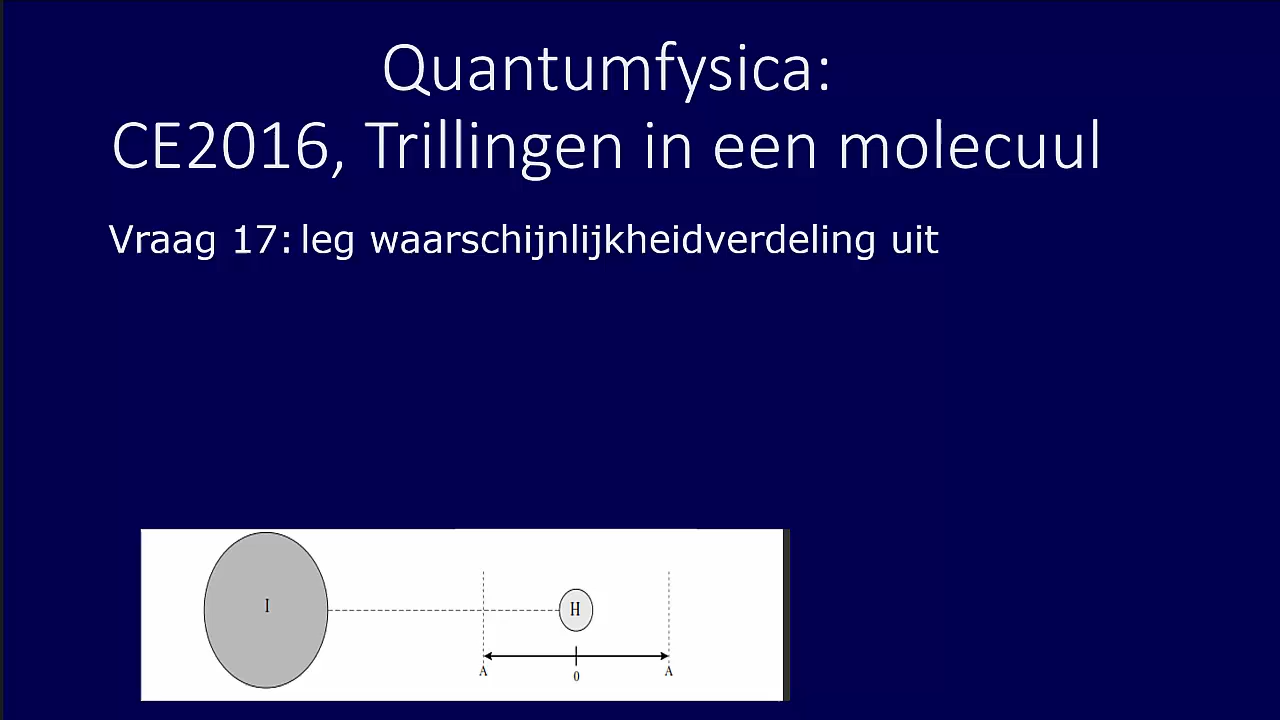 Quantumfysica:
CE2016, Trillingen in een molecuul
Vraag 17: leg waarschijnlijkheidverdeling uit
I
H
A
0
A